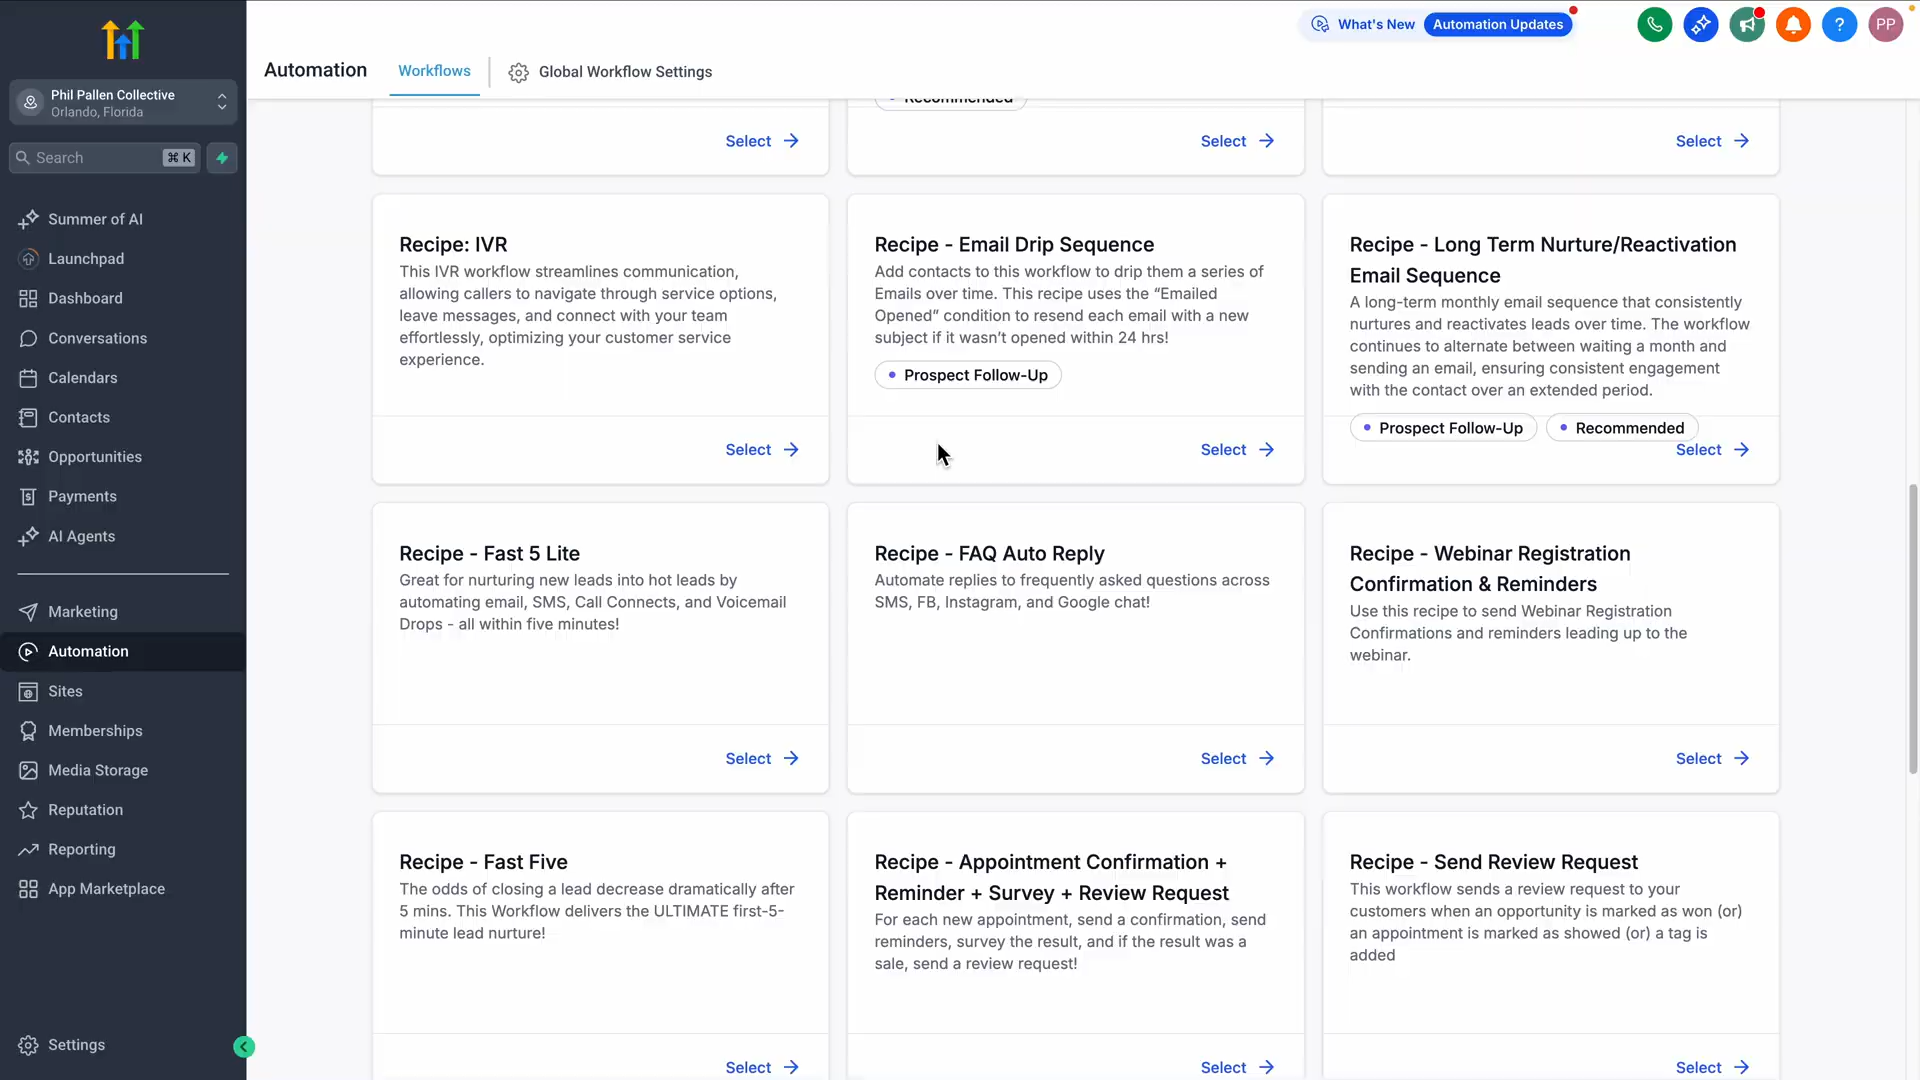 Phil Pallen Collective
Orlando, Florida
Search
⌘ K
Summer of AI
Launchpad
Dashboard
Conversations
Calendars
Contacts
Opportunities
Payments
AI Agents
Marketing
Automation
Sites
Memberships
Media Storage
Reputation
Reporting
App Marketplace
Settings
What's New
Automation Updates
?
PP
Automation
Workflows
Global Workflow Settings
Recommended
Select
Select
Select
Recipe: IVR
This IVR workflow streamlines communication,
allowing callers to navigate through service options,
leave messages, and connect with your team
effortlessly, optimizing your customer service
experience.
Select
Recipe - Email Drip Sequence
Add contacts to this workflow to drip them a series of
Emails over time. This recipe uses the “Emailed
Opened” condition to resend each email with a new
subject if it wasn’t opened within 24 hrs!
Prospect Follow-Up
Select
Recipe - Long Term Nurture/Reactivation
Email Sequence
A long-term monthly email sequence that consistently
nurtures and reactivates leads over time. The workflow
continues to alternate between waiting a month and
sending an email, ensuring consistent engagement
with the contact over an extended period.
Prospect Follow-Up
Recommended
Select
Recipe - Fast 5 Lite
Great for nurturing new leads into hot leads by
automating email, SMS, Call Connects, and Voicemail
Drops - all within five minutes!
Select
Recipe - FAQ Auto Reply
Automate replies to frequently asked questions across
SMS, FB, Instagram, and Google chat!
Select
Recipe - Webinar Registration
Confirmation & Reminders
Use this recipe to send Webinar Registration
Confirmations and reminders leading up to the
webinar.
Select
Recipe - Fast Five
The odds of closing a lead decrease dramatically after
5 mins. This Workflow delivers the ULTIMATE first-5-
minute lead nurture!
Select
Recipe - Appointment Confirmation +
Reminder + Survey + Review Request
For each new appointment, send a confirmation, send
reminders, survey the result, and if the result was a
sale, send a review request!
Select
Recipe - Send Review Request
This workflow sends a review request to your
customers when an opportunity is marked as won (or)
an appointment is marked as showed (or) a tag is
added
Select